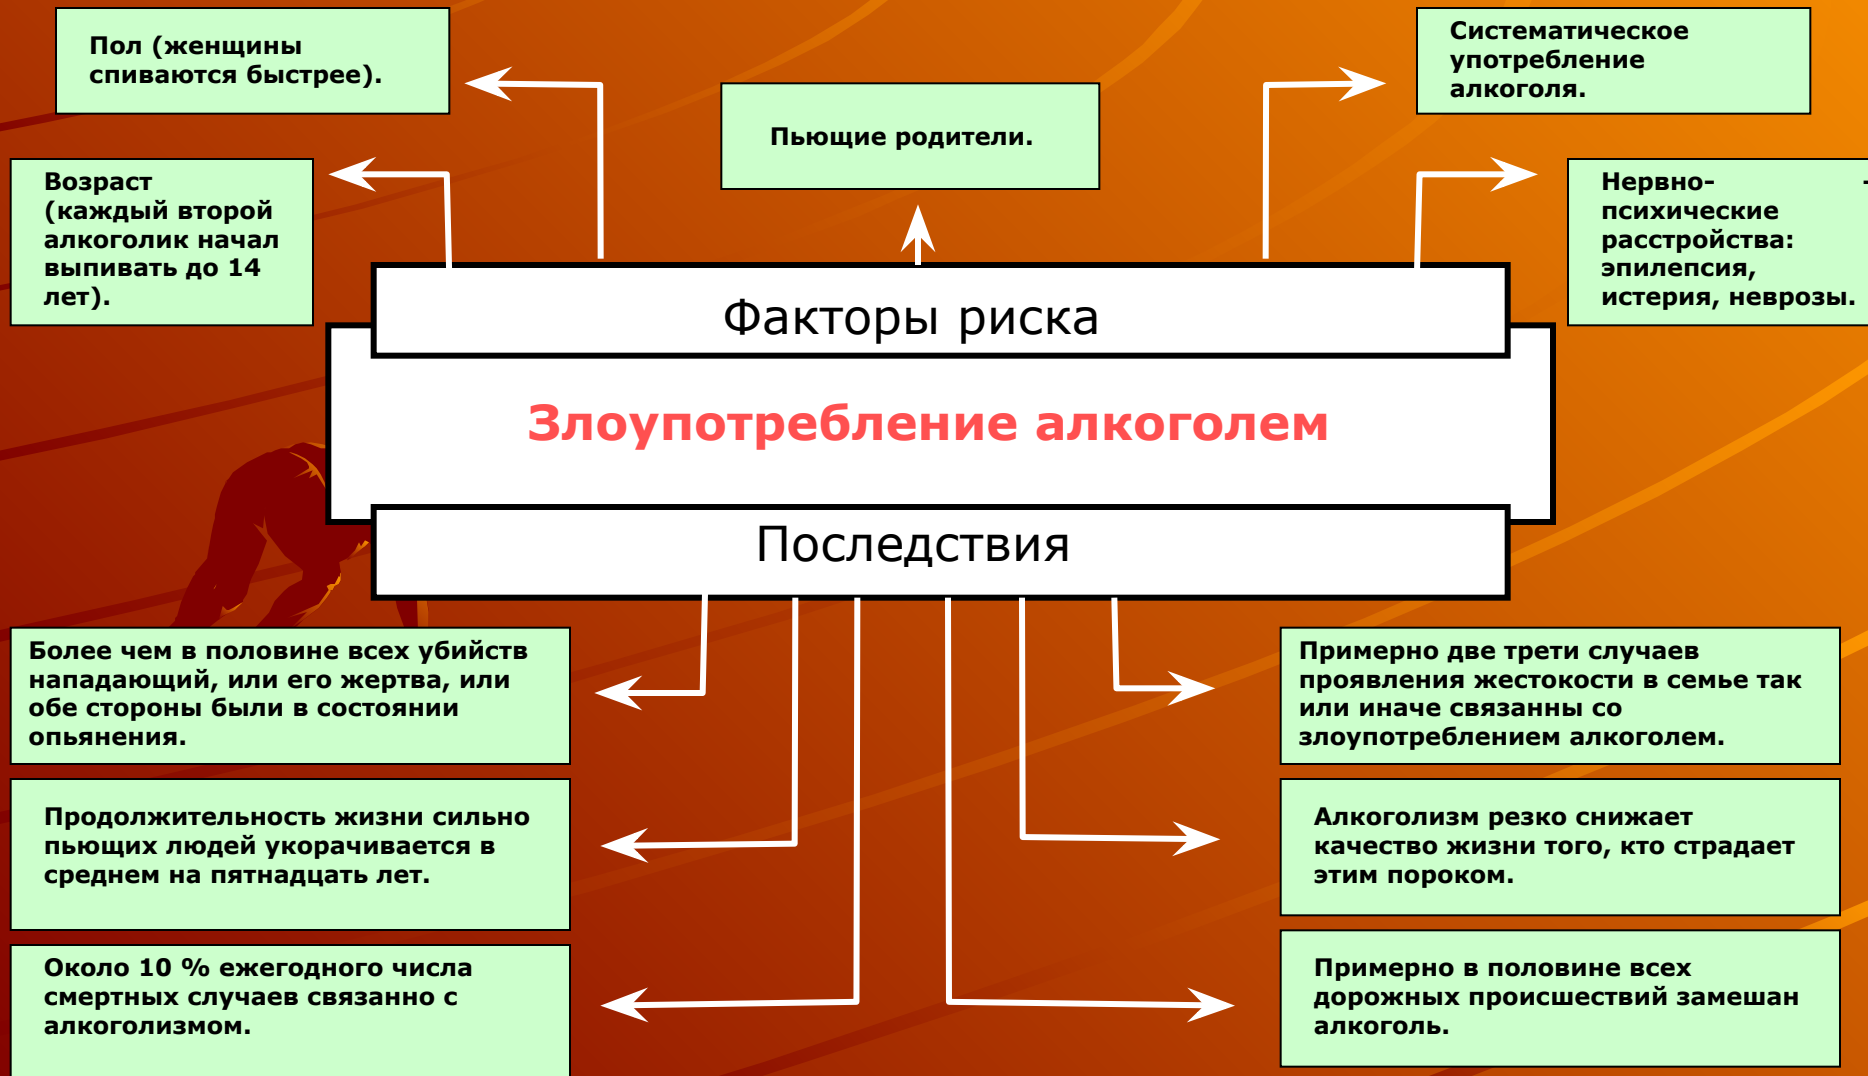 Пол (женщины
спиваются быстрее).
Пьющие родители.
Систематическое
употребление
алкоголя.
Возраст
(каждый второй
алкоголик начал
выпивать до 14
лет).
Нервно- -
психические
расстройства:
эпилепсия,
истерия, неврозы.
Факторы риска
Злоупотребление алкоголем
Последствия
Более чем в половине всех убийств
нападающий, или его жертва, или
обе стороны были в состоянии
опьянения.
Примерно две трети случаев
проявления жестокости в семье так
или иначе связанны со
злоупотреблением алкоголем.
Продолжительность жизни сильно
пьющих людей укорачивается в
среднем на пятнадцать лет.
Алкоголизм резко снижает
качество жизни того, кто страдает
этим пороком.
Около 10 % ежегодного числа
смертных случаев связанно с
алкоголизмом.
Примерно в половине всех
дорожных происшествий замешан
алкоголь.